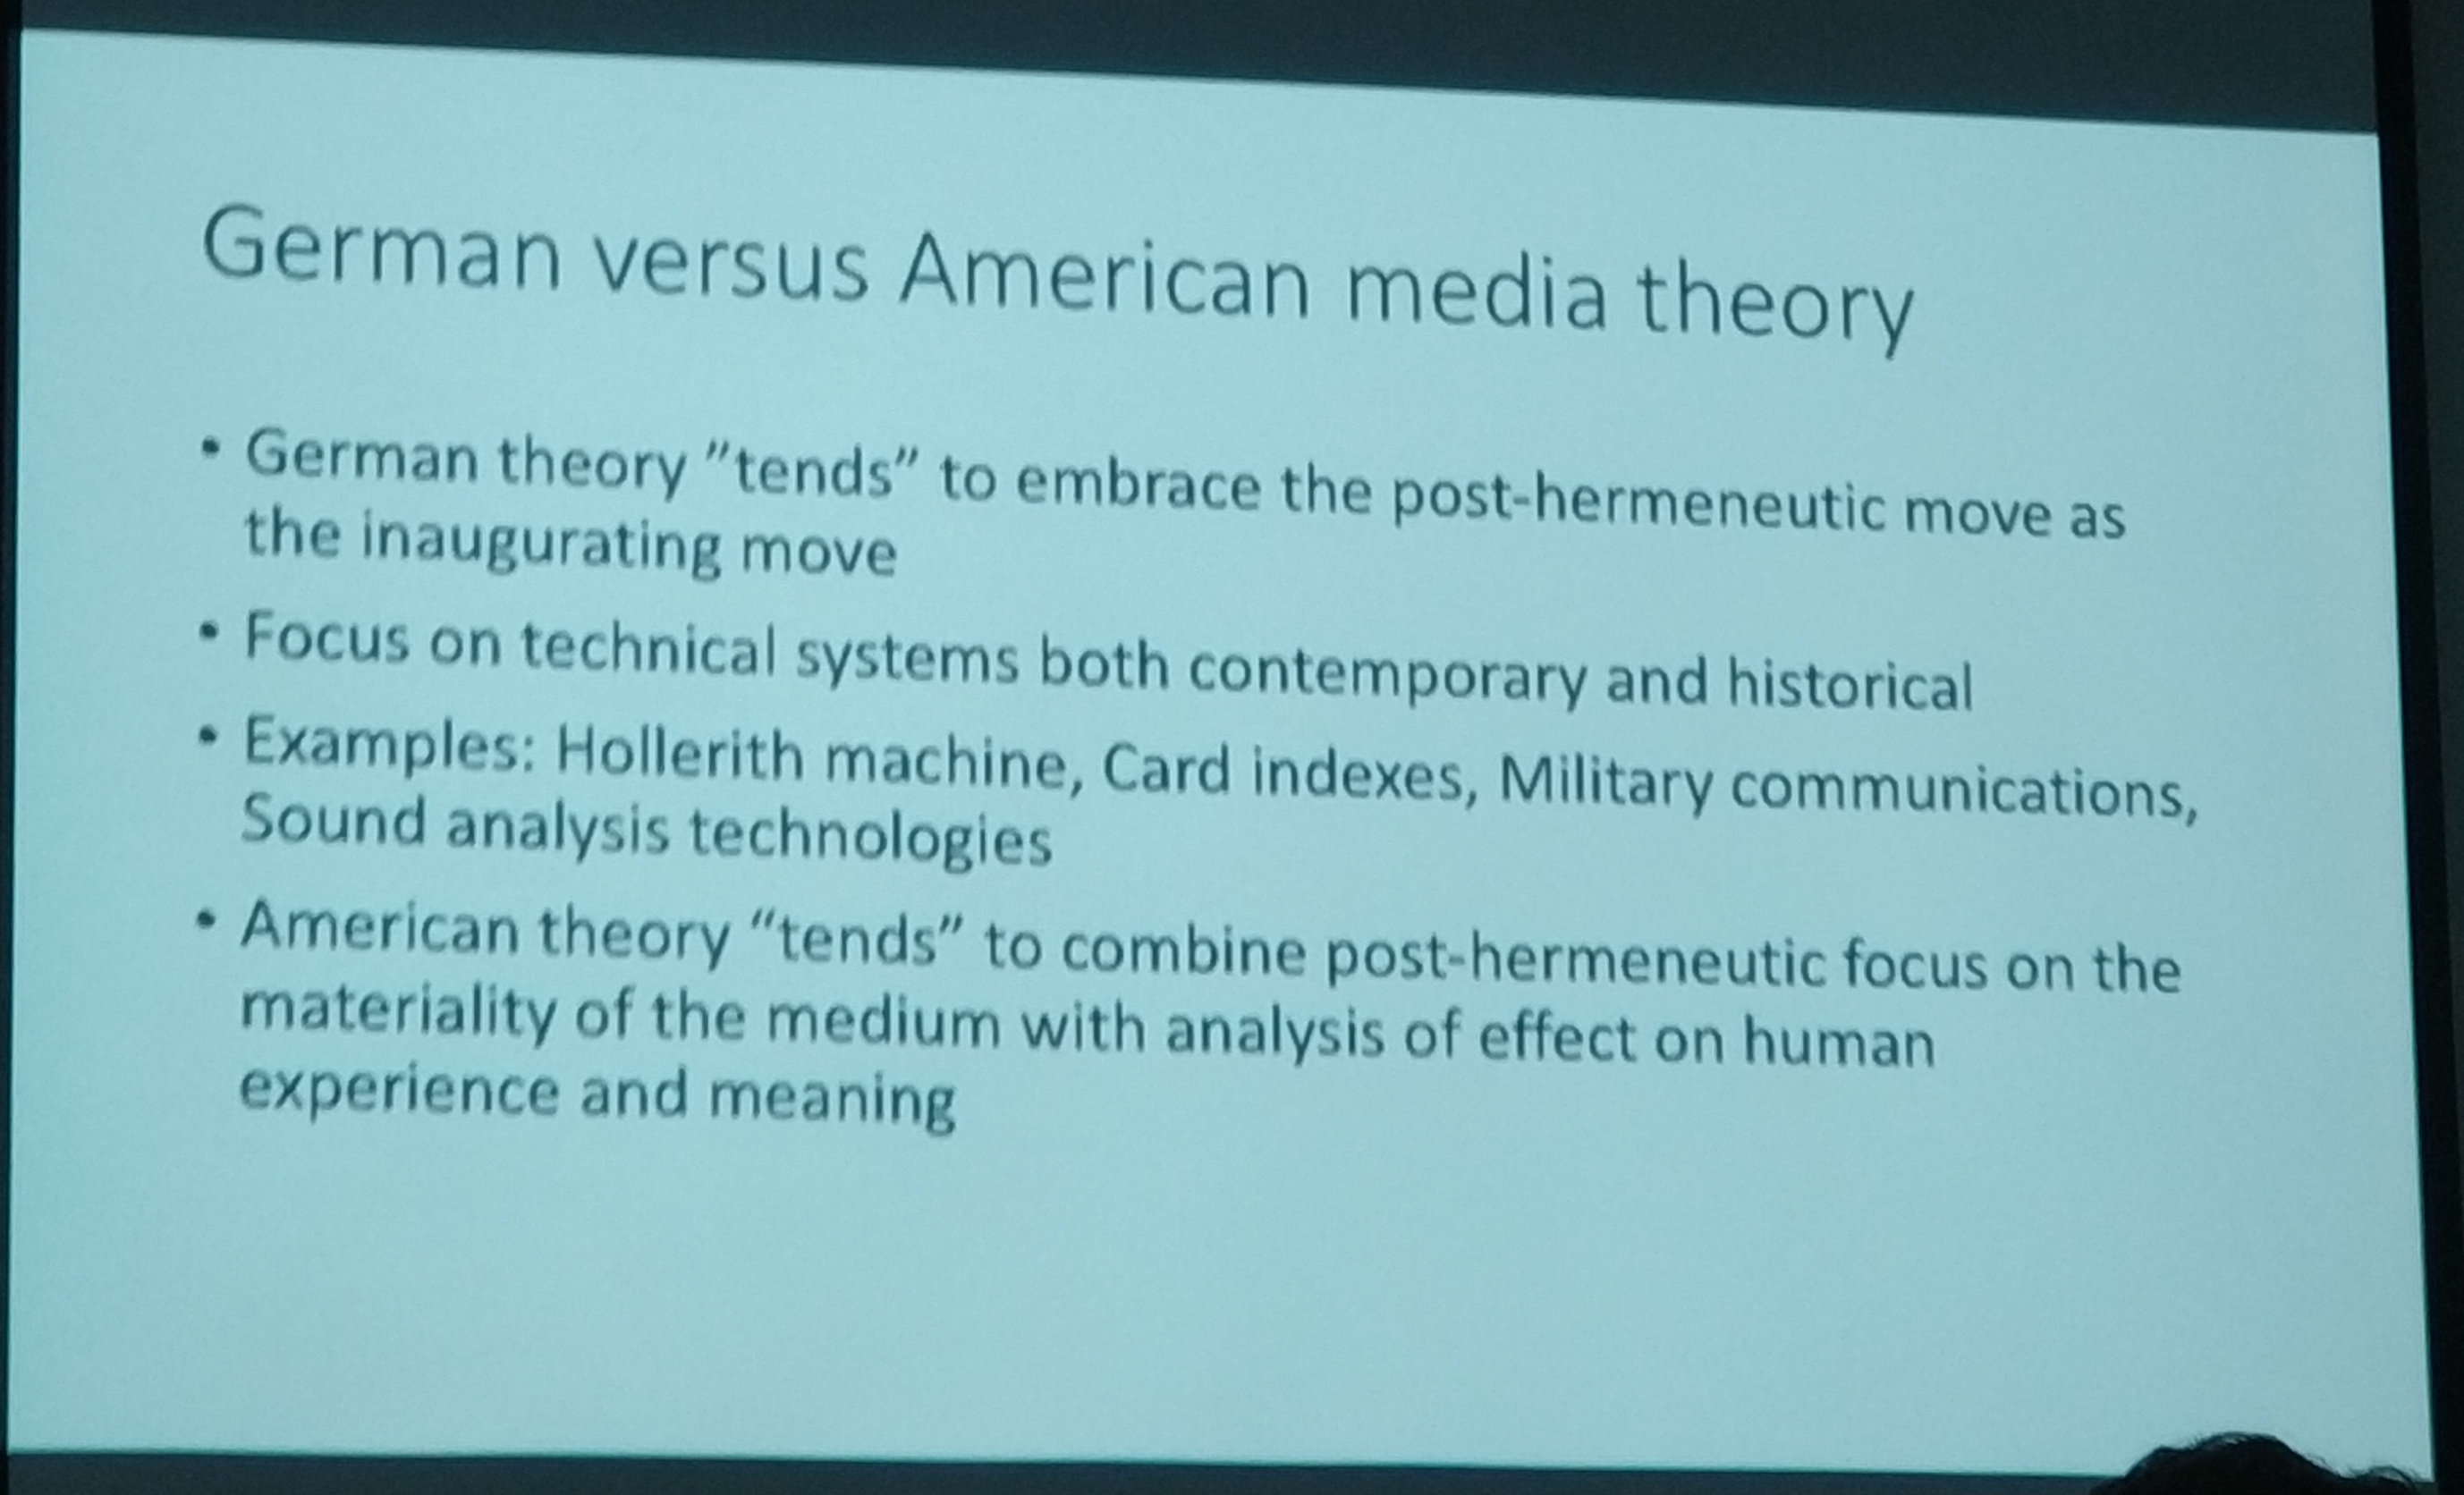 German versus American media theory
• German theory ”tends” to embrace the post-hermeneutic move as
the inaugurating move
• Focus on technical systems both contemporary and historical
• Examples: Hollerith machine, Card indexes, Military communications,
Sound analysis technologies
• American theory “tends” to combine post-hermeneutic focus on the
materiality of the medium with analysis of effect on human
experience and meaning